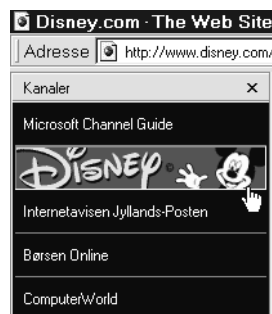 Disney.com - The Web Site
Adresse http://www.disney.com/
Kanaler ×
Microsoft Channel Guide
DISNEY
Internetavisen Jyllands-Posten
Børsen Online
ComputerWorld